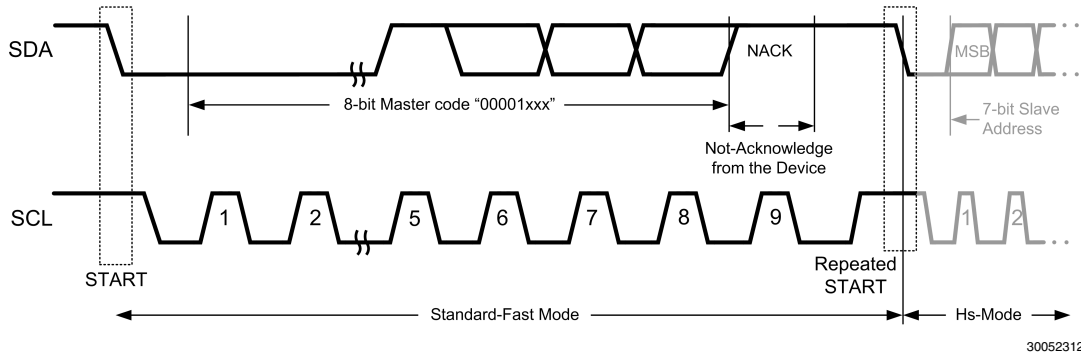 SDA
NACK
MSB
8-bit Master code “00001xxx”
7-bit Slave
Address
Not-Acknowledge
from the Device
SCL
1 2 5 6 7 8 9 1 2
START
Repeated
START
Standard-Fast Mode
Hs-Mode
30052312